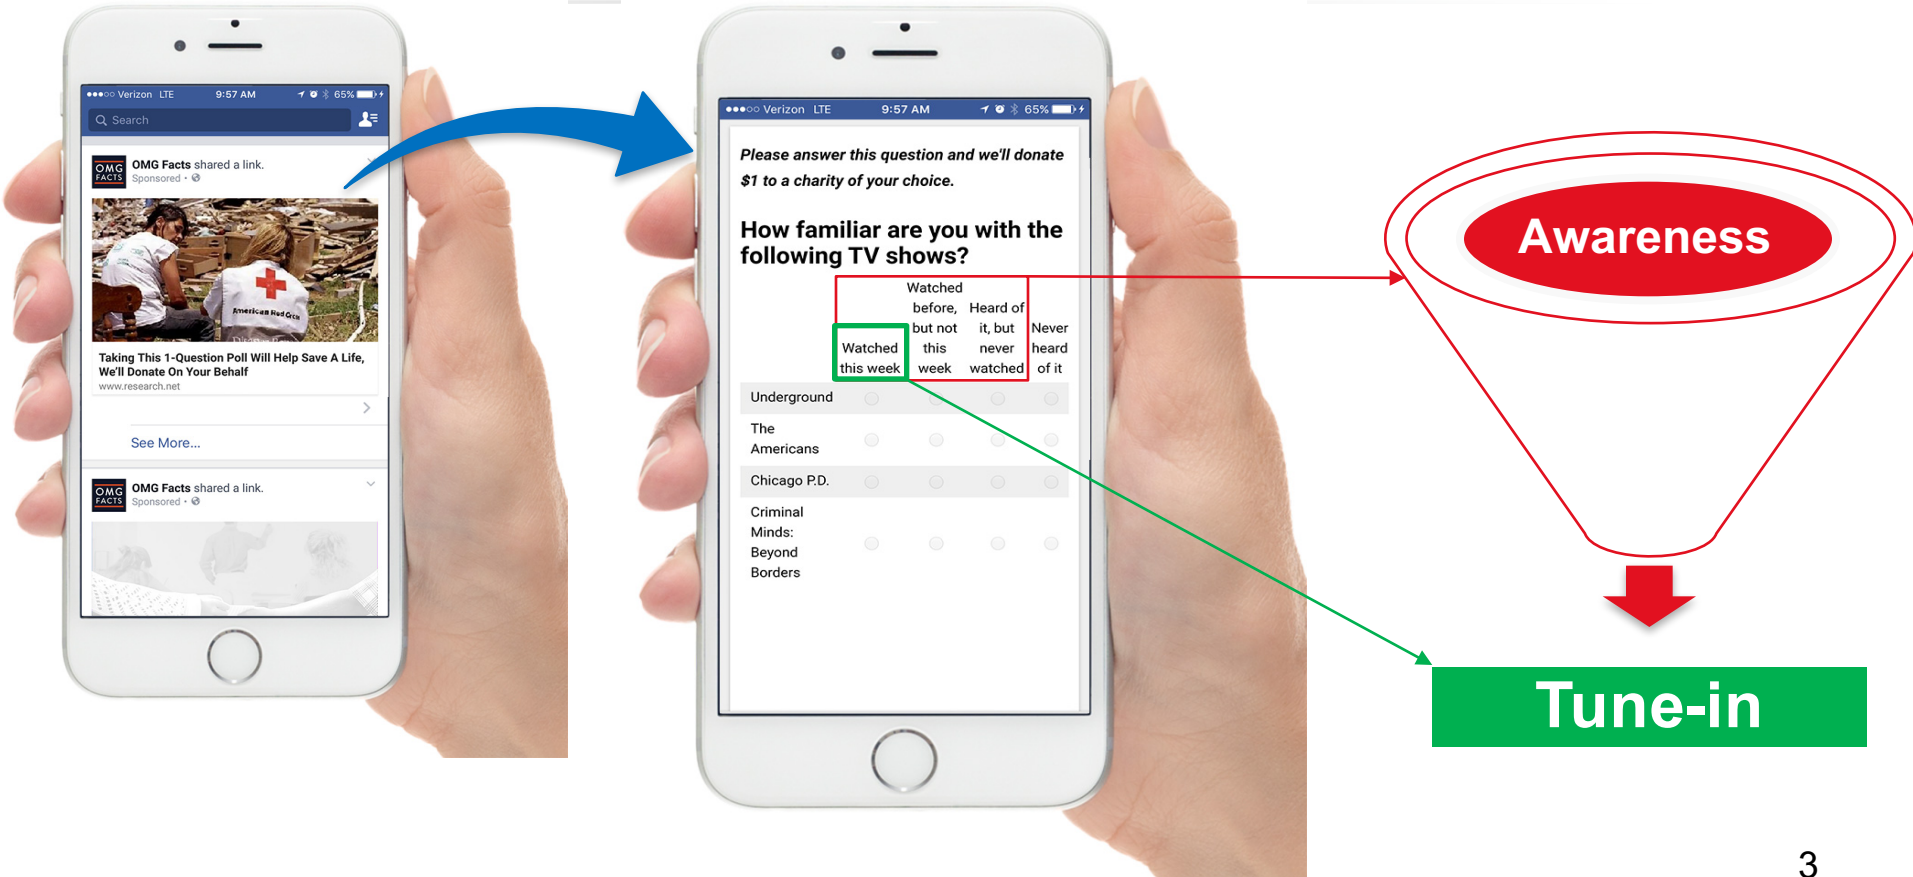 ●●●○○ Verizon LTE 9:57 AM 65%
Search
OMG FACTS
OMG Facts shared a link.
Sponsored
American Red Cross
Taking This 1-Question Poll Will Help Save A Life,
We'll Donate On Your Behalf
www.research.net
See More...
OMG FACTS
OMG Facts shared a link.
Sponsored
●●●○○ Verizon LTE 9:57 AM 65%
Please answer this question and we'll donate
$1 to a charity of your choice.
How familiar are you with the
following TV shows?
Watched
this week
Watched
before,
but not
this
week
Heard of
it, but
never
watched
Never
heard
of it
Underground
The
Americans
Chicago P.D.
Criminal
Minds:
Beyond
Borders
Awareness
Tune-in
3